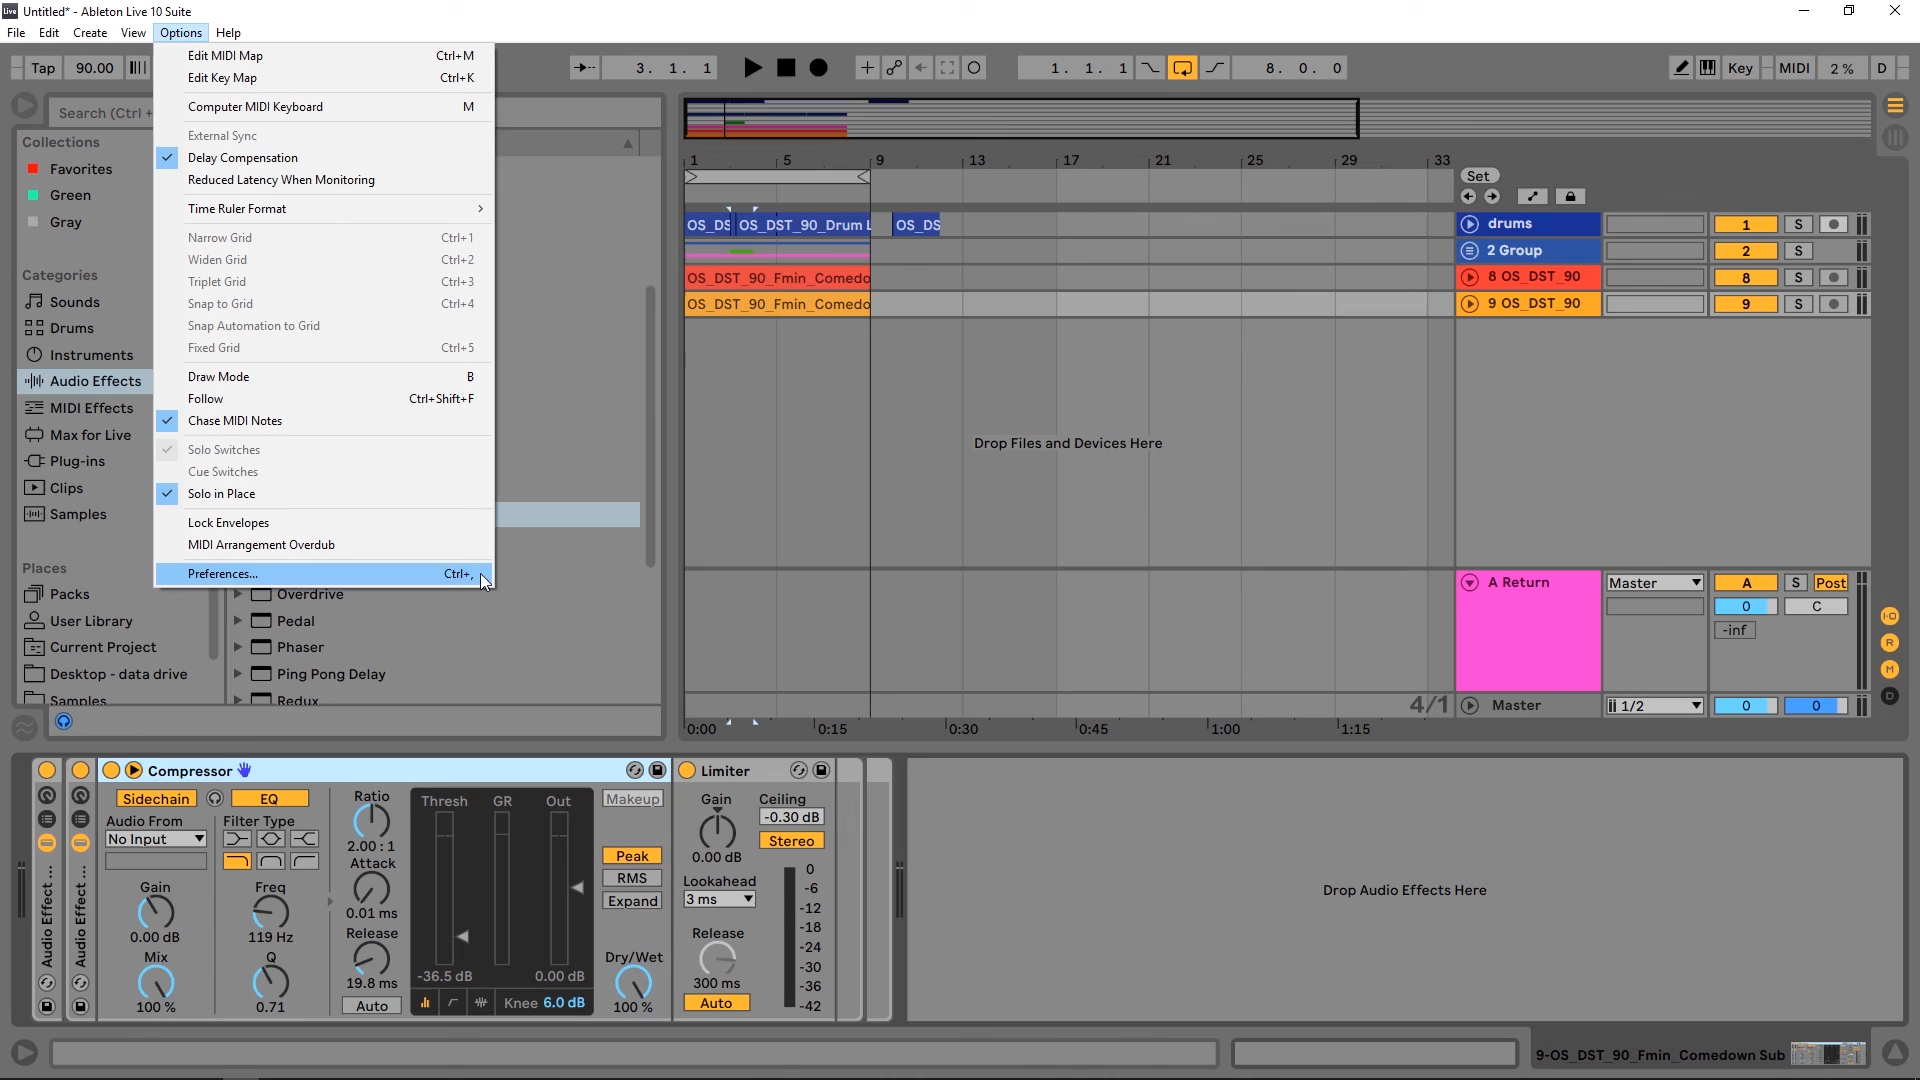 Live Untitled* - Ableton Live 10 Suite
File Edit Create View Options Help
Tap 90.00
3. 1. 1
1. 1. 1
8. 0. 0
Key MIDI 2 % D
Edit MIDI Map Ctrl+M
Edit Key Map Ctrl+K
Computer MIDI Keyboard M
External Sync
Delay Compensation
Reduced Latency When Monitoring
Time Ruler Format
Narrow Grid Ctrl+1
Widen Grid Ctrl+2
Triplet Grid Ctrl+3
Snap to Grid Ctrl+4
Snap Automation to Grid
Fixed Grid Ctrl+5
Draw Mode B
Follow Ctrl+Shift+F
Chase MIDI Notes
Solo Switches
Cue Switches
Solo in Place
Lock Envelopes
MIDI Arrangement Overdub
Preferences... Ctrl+,
Search (Ctrl +
Collections
Favorites
Green
Gray
Categories
Sounds
Drums
Instruments
Audio Effects
MIDI Effects
Max for Live
Plug-ins
Clips
Samples
Places
Packs
User Library
Current Project
Desktop - data drive
Samples
Overdrive
Pedal
Phaser
Ping Pong Delay
Redux
1 5 9 13 17 21 25 29 33
Set
OS_DS OS_DST_90_Drum L OS_DS
drums 1 S
2 Group 2 S
OS_DST_90_Fmin_Comedo
8 OS_DST_90 8 S
OS_DST_90_Fmin_Comedo
9 OS_DST_90 9 S
Drop Files and Devices Here
A Return Master A S Post
0 C
-inf
I·O
R
M
D
4/1
Master 1/2 0 0
0:00 0:15 0:30 0:45 1:00 1:15
Audio Effect ...
Audio Effect ...
Compressor
Sidechain EQ
Audio From
No Input
Filter Type
Gain
0.00 dB
Mix
100 %
Freq
119 Hz
Q
0.71
Ratio
2.00 : 1
Attack
0.01 ms
Release
19.8 ms
Auto
Thresh GR Out
-36.5 dB 0.00 dB
Knee 6.0 dB
Makeup
Peak
RMS
Expand
Dry/Wet
100 %
Limiter
Gain
0.00 dB
Ceiling
-0.30 dB
Stereo
Lookahead
3 ms
Release
300 ms
Auto
0
-6
-12
-18
-24
-30
-36
-42
Drop Audio Effects Here
9-OS_DST_90_Fmin_Comedown Sub